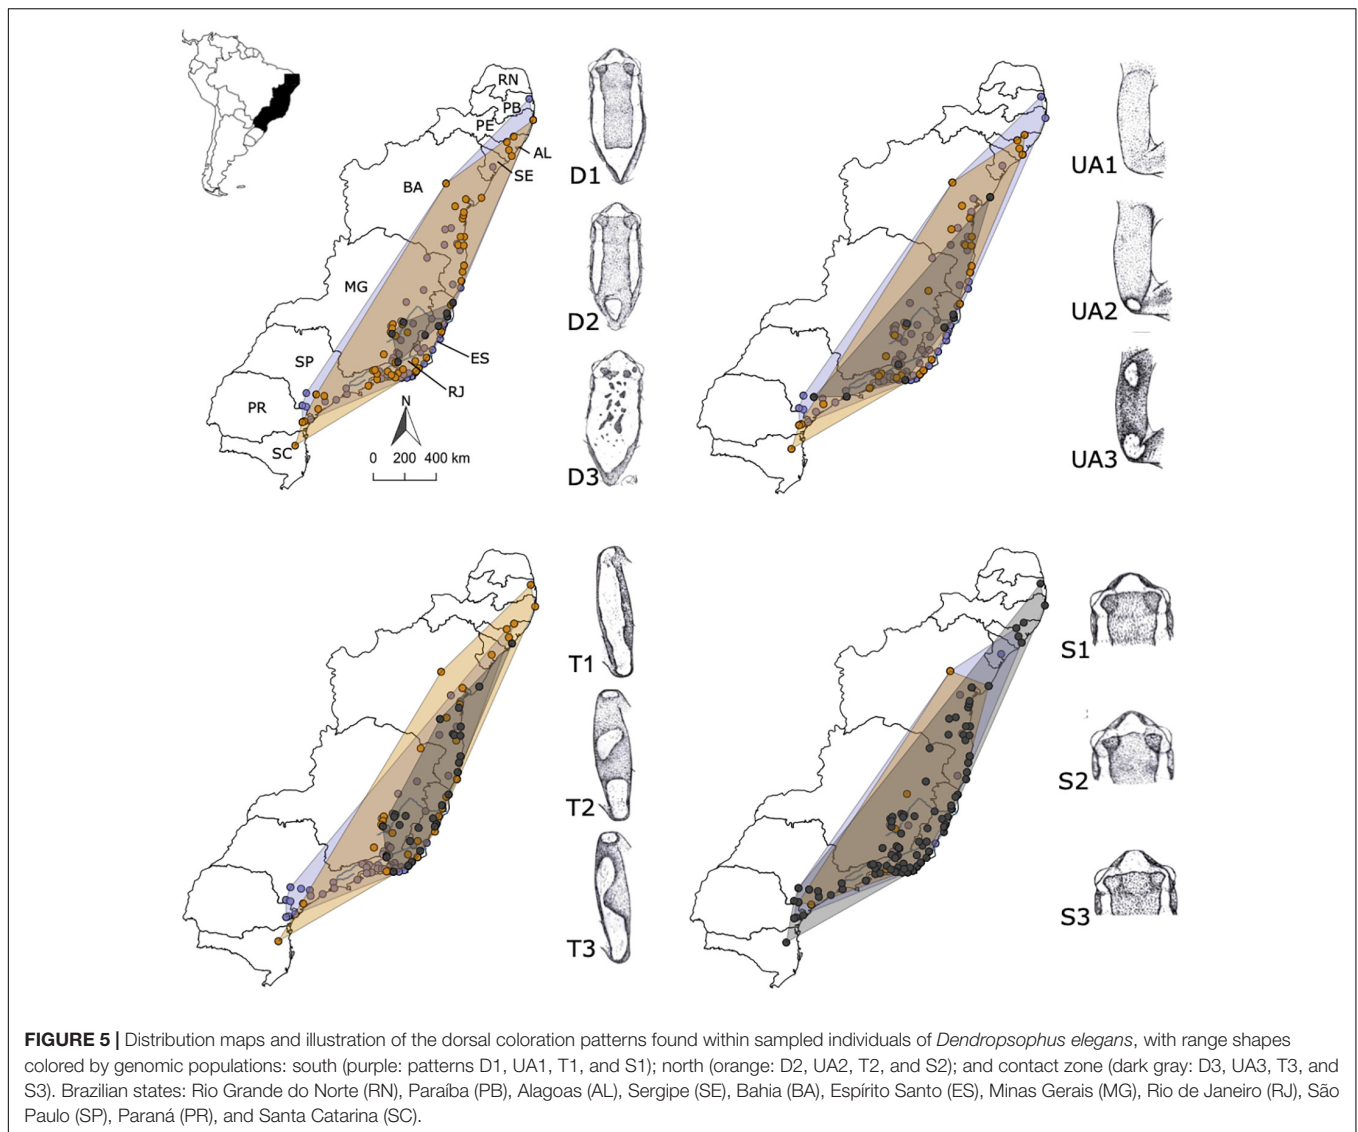 RN
PB
PE
AL
SE
BA
MG
ES
SP
RJ
PR
SC
N
0 200 400 km
D1
D2
D3
UA1
UA2
UA3
T1
T2
T3
S1
S2
S3
FIGURE 5 | Distribution maps and illustration of the dorsal coloration patterns found within sampled individuals of Dendropsophus elegans, with range shapes
colored by genomic populations: south (purple: patterns D1, UA1, T1, and S1); north (orange: D2, UA2, T2, and S2); and contact zone (dark gray: D3, UA3, T3, and
S3). Brazilian states: Rio Grande do Norte (RN), Paraíba (PB), Alagoas (AL), Sergipe (SE), Bahia (BA), Espírito Santo (ES), Minas Gerais (MG), Rio de Janeiro (RJ), São
Paulo (SP), Paraná (PR), and Santa Catarina (SC).